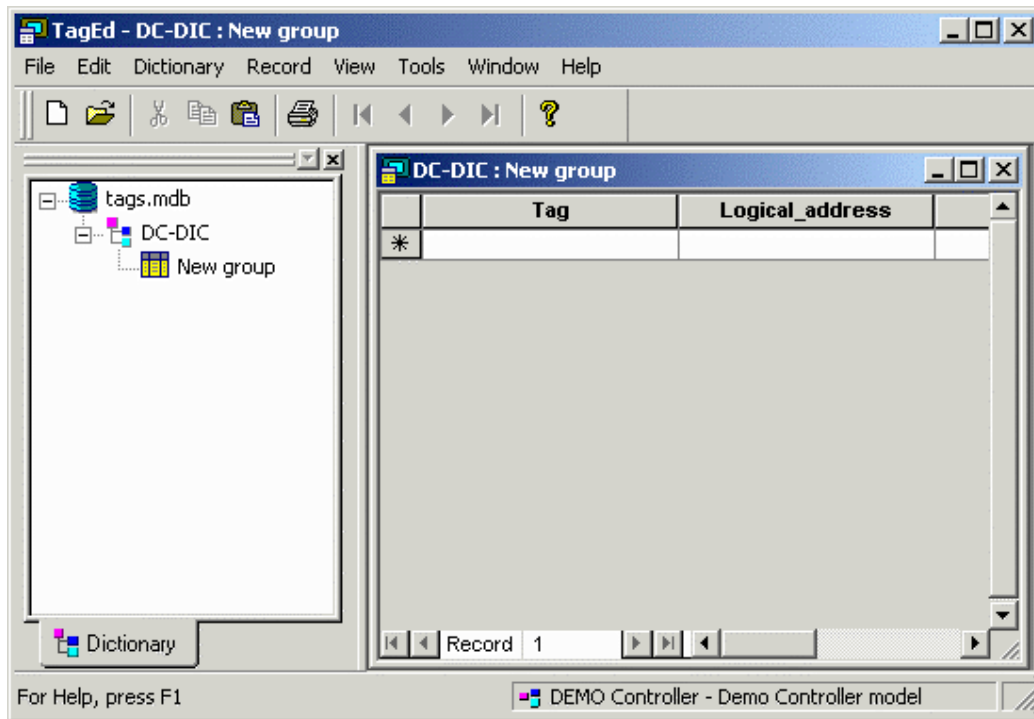 TagEd - DC-DIC : New group
File Edit Dictionary Record View Tools Window Help
tags.mdb
DC-DIC
New group
Dictionary
DC-DIC : New group
Tag Logical_address
Record 1
For Help, press F1
DEMO Controller - Demo Controller model